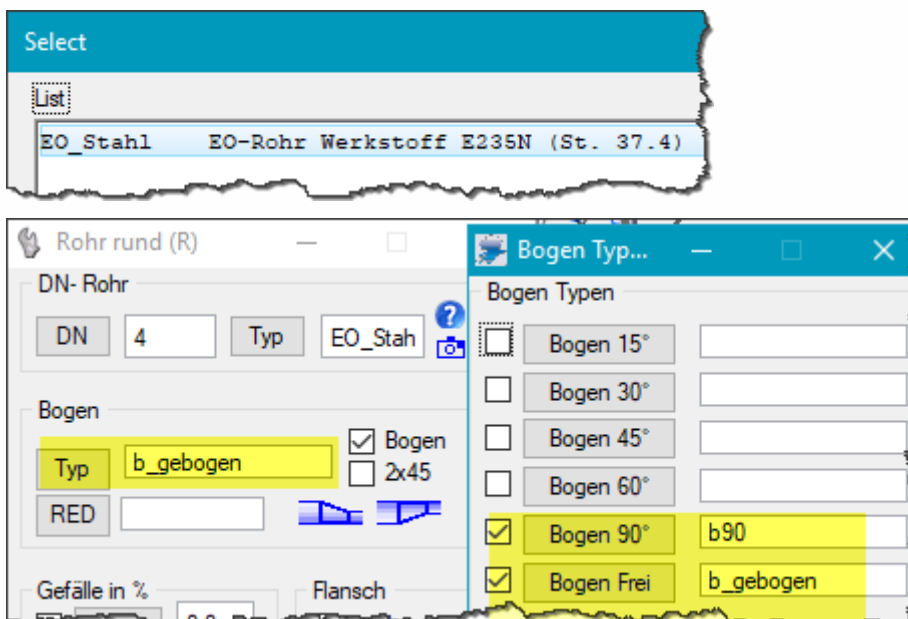 Select
List
EO_Stahl EO-Rohr Werkstoff E235N (St. 37.4)
Rohr rund (R)
DN- Rohr
DN 4 Typ EO_Stah
Bogen
Typ b_gebogen Bogen
2x45
RED
Gefälle in % Flansch
Bogen Typ...
Bogen Typen
Bogen 15°
Bogen 30°
Bogen 45°
Bogen 60°
Bogen 90° b90
Bogen Frei b_gebogen